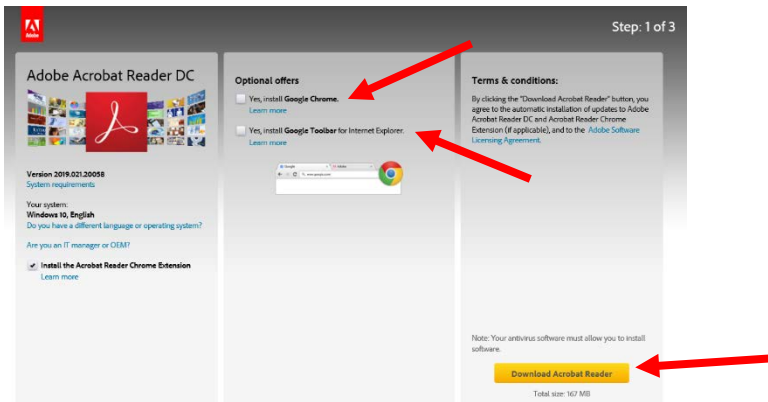 Adobe
Step: 1 of 3
Adobe Acrobat Reader DC
Version 2019.021.20058
System requirements
Your system:
Windows 10, English
Do you have a different language or operating system?
Are you an IT manager or OEM?
Install the Acrobat Reader Chrome Extension
Learn more
Optional offers
Yes, install Google Chrome.
Learn more
Yes, install Google Toolbar for Internet Explorer.
Learn more
Terms & conditions:
By clicking the "Download Acrobat Reader" button, you
agree to the automatic installation of updates to Adobe
Acrobat Reader DC and Acrobat Reader Chrome
Extension (if applicable), and to the Adobe Software
Licensing Agreement.
Note: Your antivirus software must allow you to install
software.
Download Acrobat Reader
Total size: 167 MB